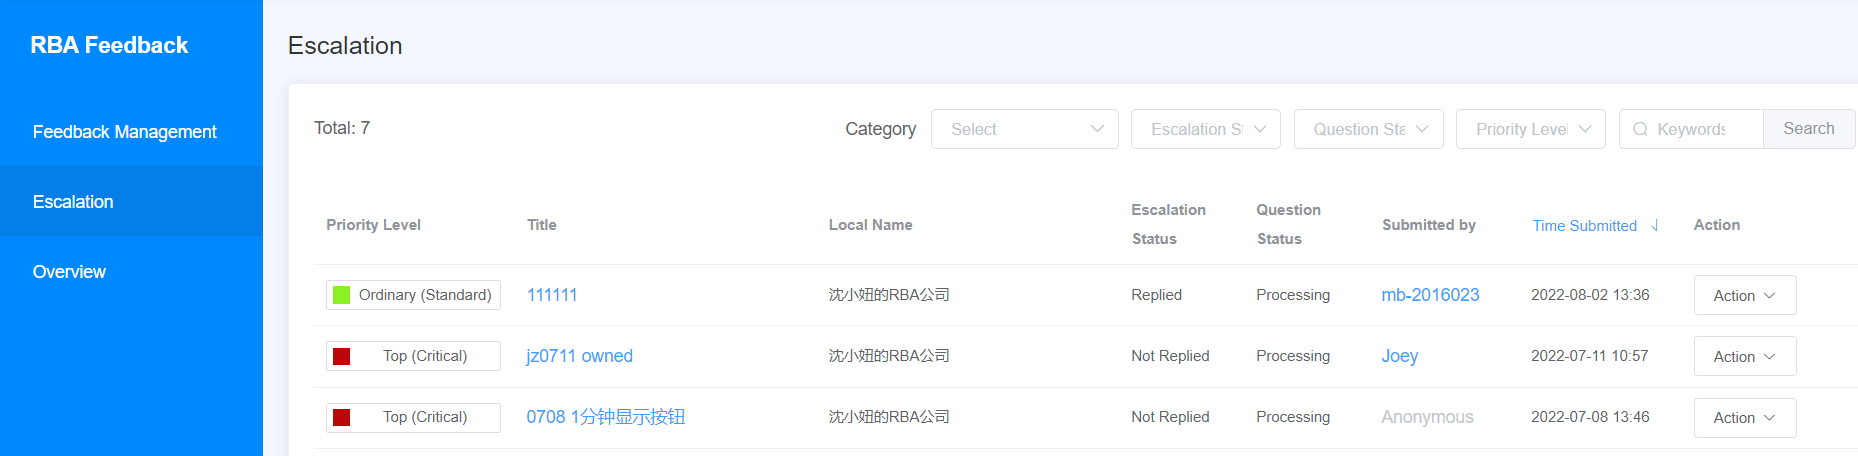 RBA Feedback
Feedback Management
Escalation
Overview
Escalation
Total: 7
Category Select Escalation St Question Sta Priority Level Keywords Search
Priority Level Title Local Name Escalation Status Question Status Submitted by Time Submitted Action
Ordinary (Standard) 111111 沈小妞的RBA公司 Replied Processing mb-2016023 2022-08-02 13:36 Action
Top (Critical) jz0711 owned 沈小妞的RBA公司 Not Replied Processing Joey 2022-07-11 10:57 Action
Top (Critical) 0708 1分钟显示按钮 沈小妞的RBA公司 Not Replied Processing Anonymous 2022-07-08 13:46 Action